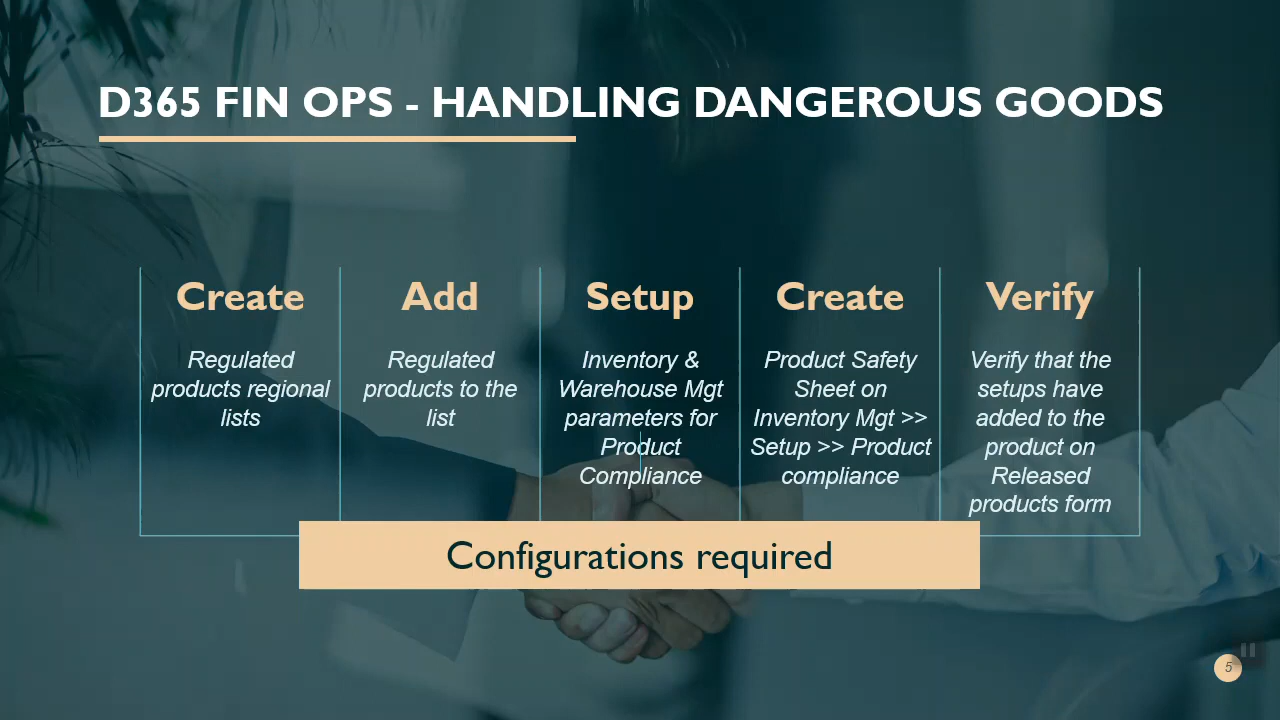 D365 FIN OPS - HANDLING DANGEROUS GOODS
Create
Regulated
products regional
lists
Add
Regulated
products to the
list
Setup
Inventory &
Warehouse Mgt
parameters for
Product
Compliance
Create
Product Safety
Sheet on
Inventory Mgt >>
Setup >> Product
compliance
Verify
Verify that the
setups have
added to the
product on
Released
products form
Configurations required
5